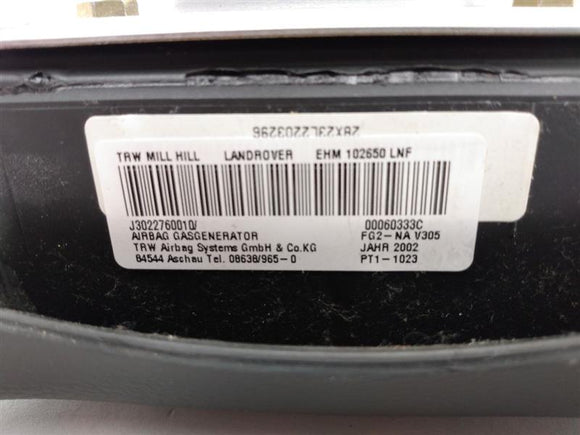 TRW MILL HILL LANDROVER EHM 102650 LNF
J3022760010/ 00060333C
AIRBAG GASGENERATOR FG2-NA V305
TRW Airbag Systems GmbH & Co.KG JAHR 2002
84544 Aschau Tel. 08638/965-0 PT1-1023